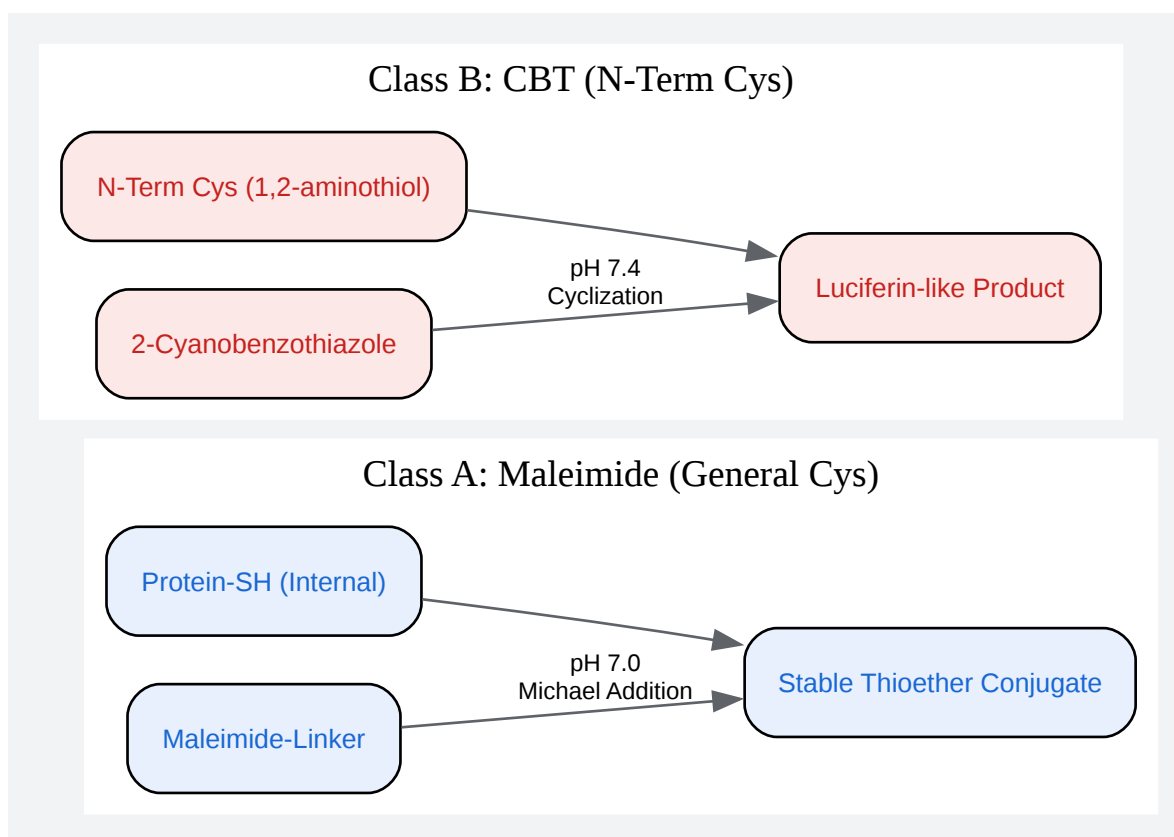 Class B: CBT (N-Term Cys)
N-Term Cys (1,2-aminothiol)
pH 7.4
Cyclization
Luciferin-like Product
2-Cyanobenzothiazole
Class A: Maleimide (General Cys)
Protein-SH (Internal)
pH 7.0
Michael Addition
Stable Thioether Conjugate
Maleimide-Linker